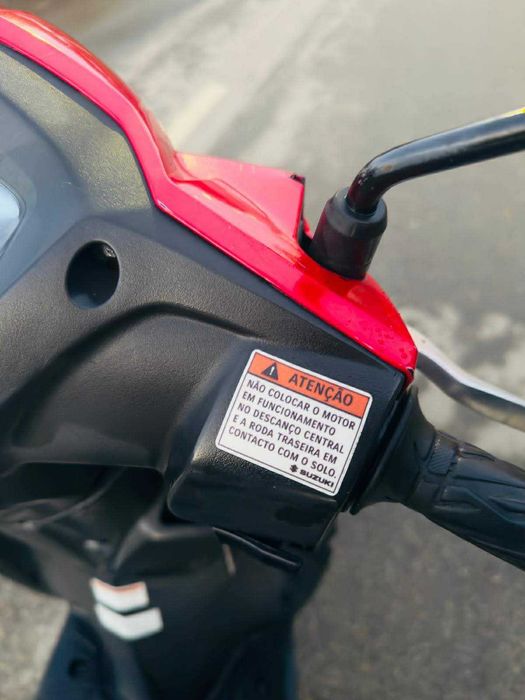 ATENÇÃO
NÃO COLOCAR O MOTOR
EM FUNCIONAMENTO
NO DESCANÇO CENTRAL
E A RODA TRASEIRA EM
CONTACTO COM O SOLO.
SUZUKI